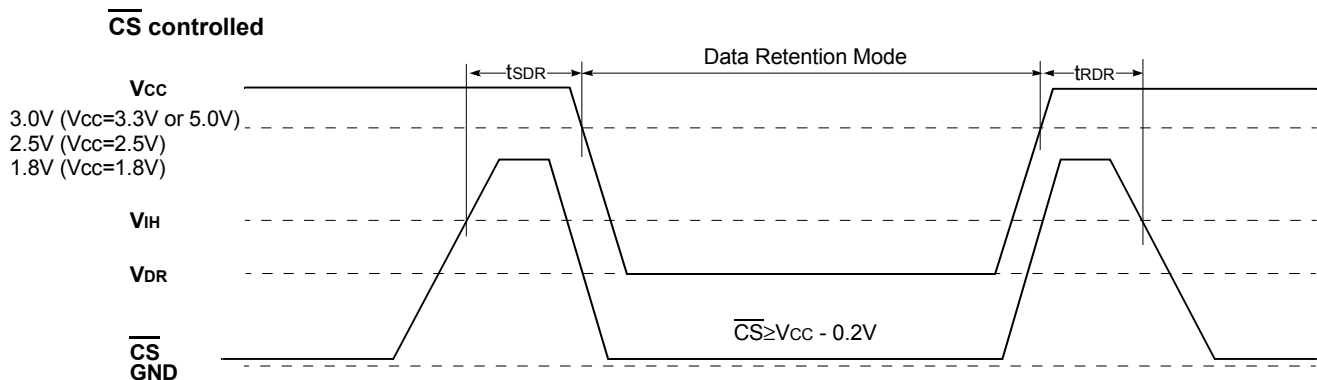 CS controlled
tSDR
Data Retention Mode
tRDR
VCC
3.0V (VCC=3.3V or 5.0V)
2.5V (VCC=2.5V)
1.8V (VCC=1.8V)
VIH
VDR
CS≥VCC - 0.2V
CS
GND